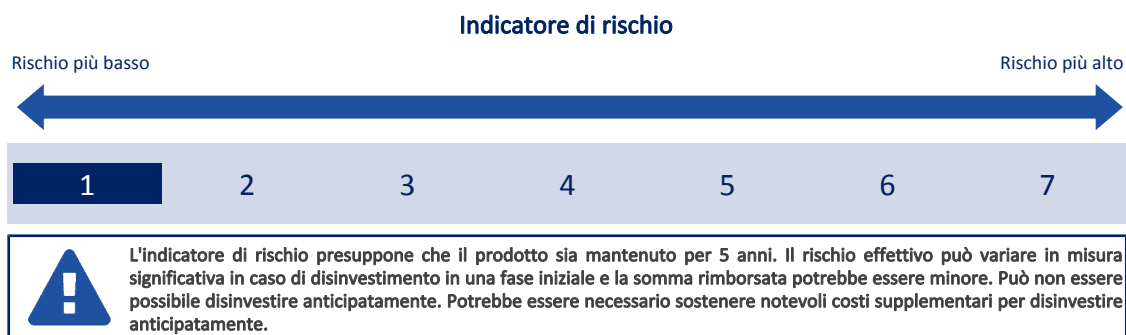 Indicatore di rischio
Rischio più basso
Rischio più alto
1 2 3 4 5 6 7
L'indicatore di rischio presuppone che il prodotto sia mantenuto per 5 anni. Il rischio effettivo può variare in misura
significativa in caso di disinvestimento in una fase iniziale e la somma rimborsata potrebbe essere minore. Può non essere
possibile disinvestire anticipatamente. Potrebbe essere necessario sostenere notevoli costi supplementari per disinvestire
anticipatamente.